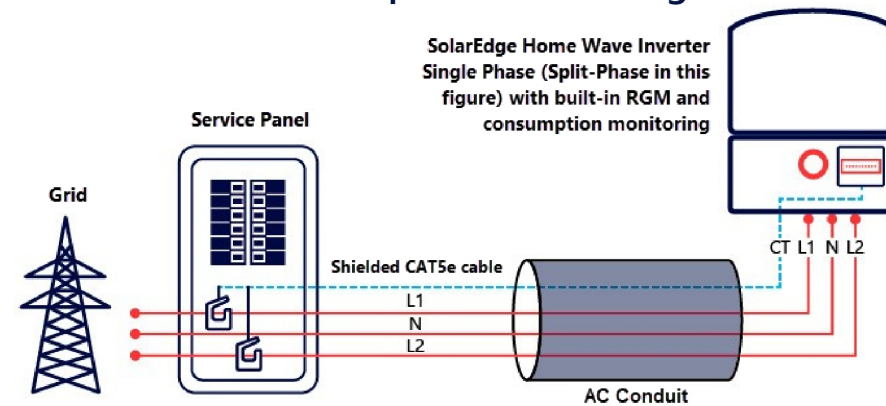 SolarEdge Home Wave Inverter
Single Phase (Split-Phase in this
figure) with built-in RGM and
consumption monitoring
Service Panel
Grid
CT L1 N L2
Shielded CAT5e cable
L1
N
L2
AC Conduit